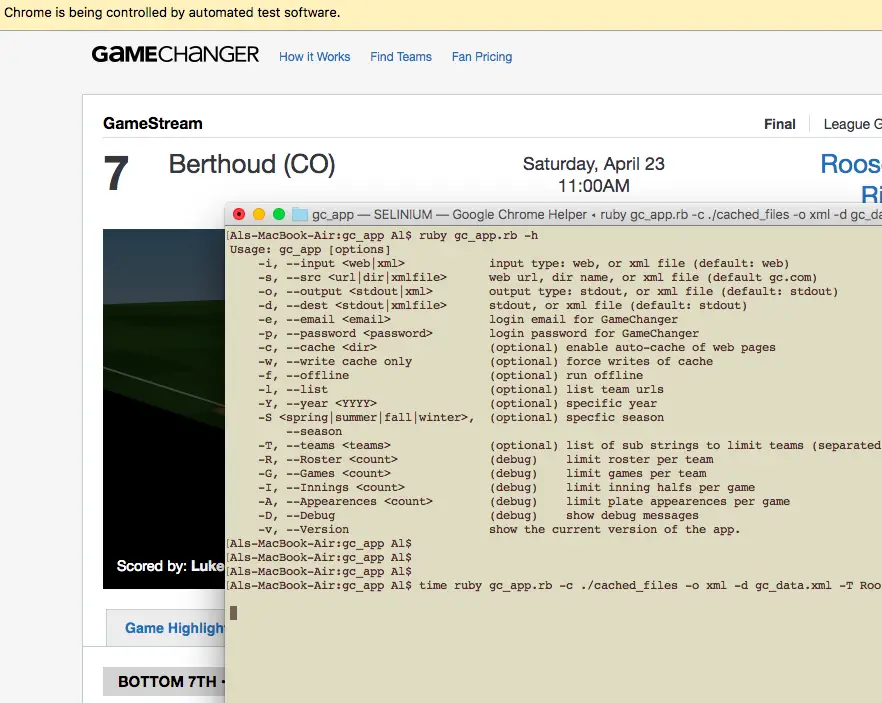 Chrome is being controlled by automated test software.
GAMECHANGER How it Works Find Teams Fan Pricing
GameStream Final League G
7 Berthoud (CO) Saturday, April 23 Roos
11:00AM Ri
gc_app — SELINIUM — Google Chrome Helper ◂ ruby gc_app.rb -c ./cached_files -o xml -d gc_da
[Als-MacBook-Air:gc_app Al$ ruby gc_app.rb -h
Usage: gc_app [options]
-i, --input <web|xml> input type: web, or xml file (default: web)
-s, --src <url|dir|xmlfile> web url, dir name, or xml file (default gc.com)
-o, --output <stdout|xml> output type: stdout, or xml file (default: stdout)
-d, --dest <stdout|xmlfile> stdout, or xml file (default: stdout)
-e, --email <email> login email for GameChanger
-p, --password <password> login password for GameChanger
-c, --cache <dir> (optional) enable auto-cache of web pages
-w, --write cache only (optional) force writes of cache
-f, --offline (optional) run offline
-l, --list (optional) list team urls
-Y, --year <YYYY> (optional) specific year
-S <spring|summer|fall|winter>, (optional) specfic season
--season
-T, --teams <teams> (optional) list of sub strings to limit teams (separated
-R, --Roster <count> (debug) limit roster per team
-G, --Games <count> (debug) limit games per team
-I, --Innings <count> (debug) limit inning halfs per game
-A, --Appearences <count> (debug) limit plate appearences per game
-D, --Debug (debug) show debug messages
-v, --Version show the current version of the app.
[Als-MacBook-Air:gc_app Al$
[Als-MacBook-Air:gc_app Al$
[Als-MacBook-Air:gc_app Al$
[Als-MacBook-Air:gc_app Al$ time ruby gc_app.rb -c ./cached_files -o xml -d gc_data.xml -T Roo
Scored by: Luke
Game Highligh
BOTTOM 7TH